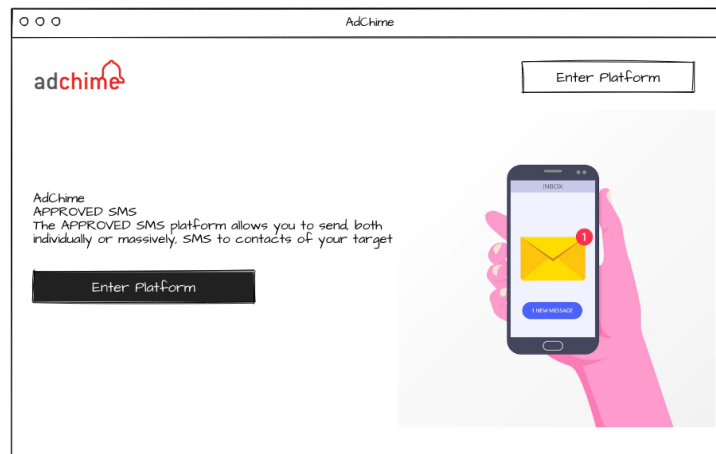 AdChime
adchime
Enter Platform
AdChime
APPROVED SMS
The APPROVED SMS platform allows you to send, both
individually or massively, SMS to contacts of your target
Enter Platform
INBOX
1
1 NEW MESSAGE